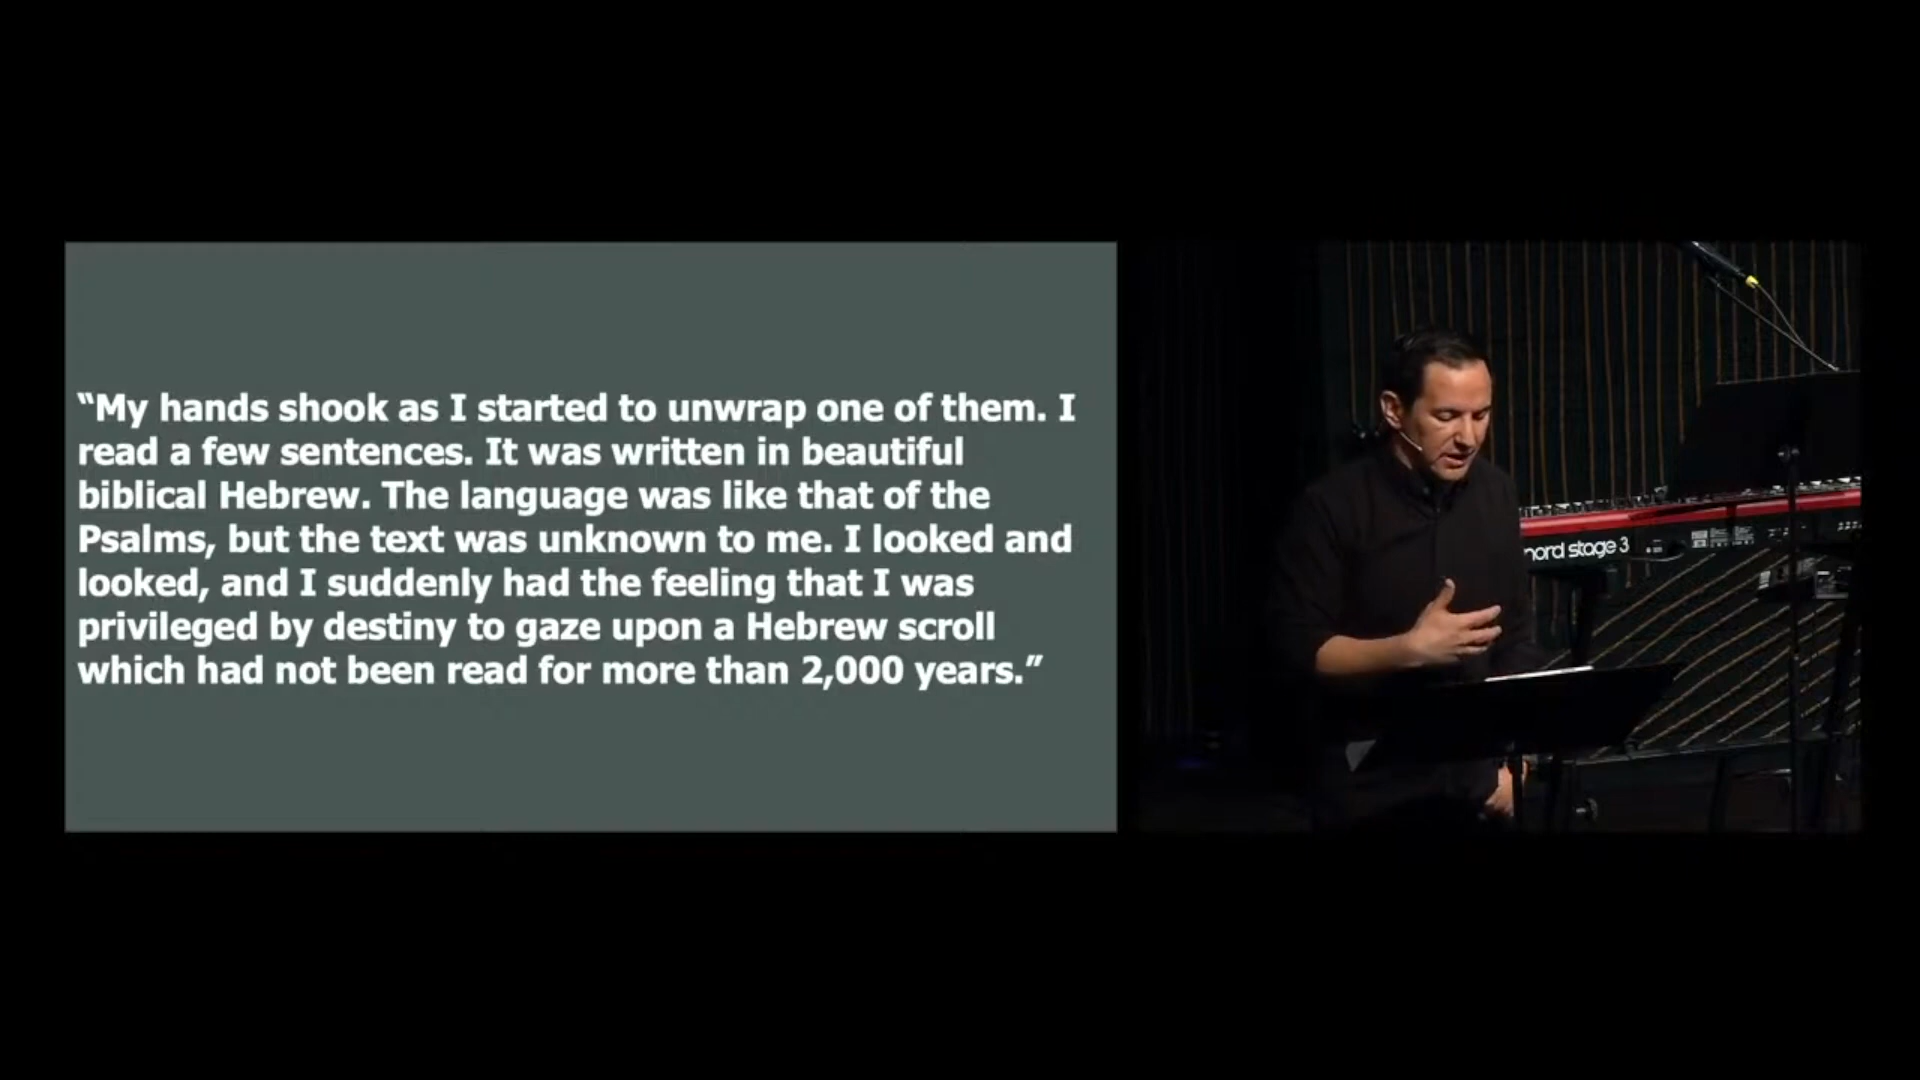 “My hands shook as I started to unwrap one of them. I
read a few sentences. It was written in beautiful
biblical Hebrew. The language was like that of the
Psalms, but the text was unknown to me. I looked and
looked, and I suddenly had the feeling that I was
privileged by destiny to gaze upon a Hebrew scroll
which had not been read for more than 2,000 years.”
nord stage 3